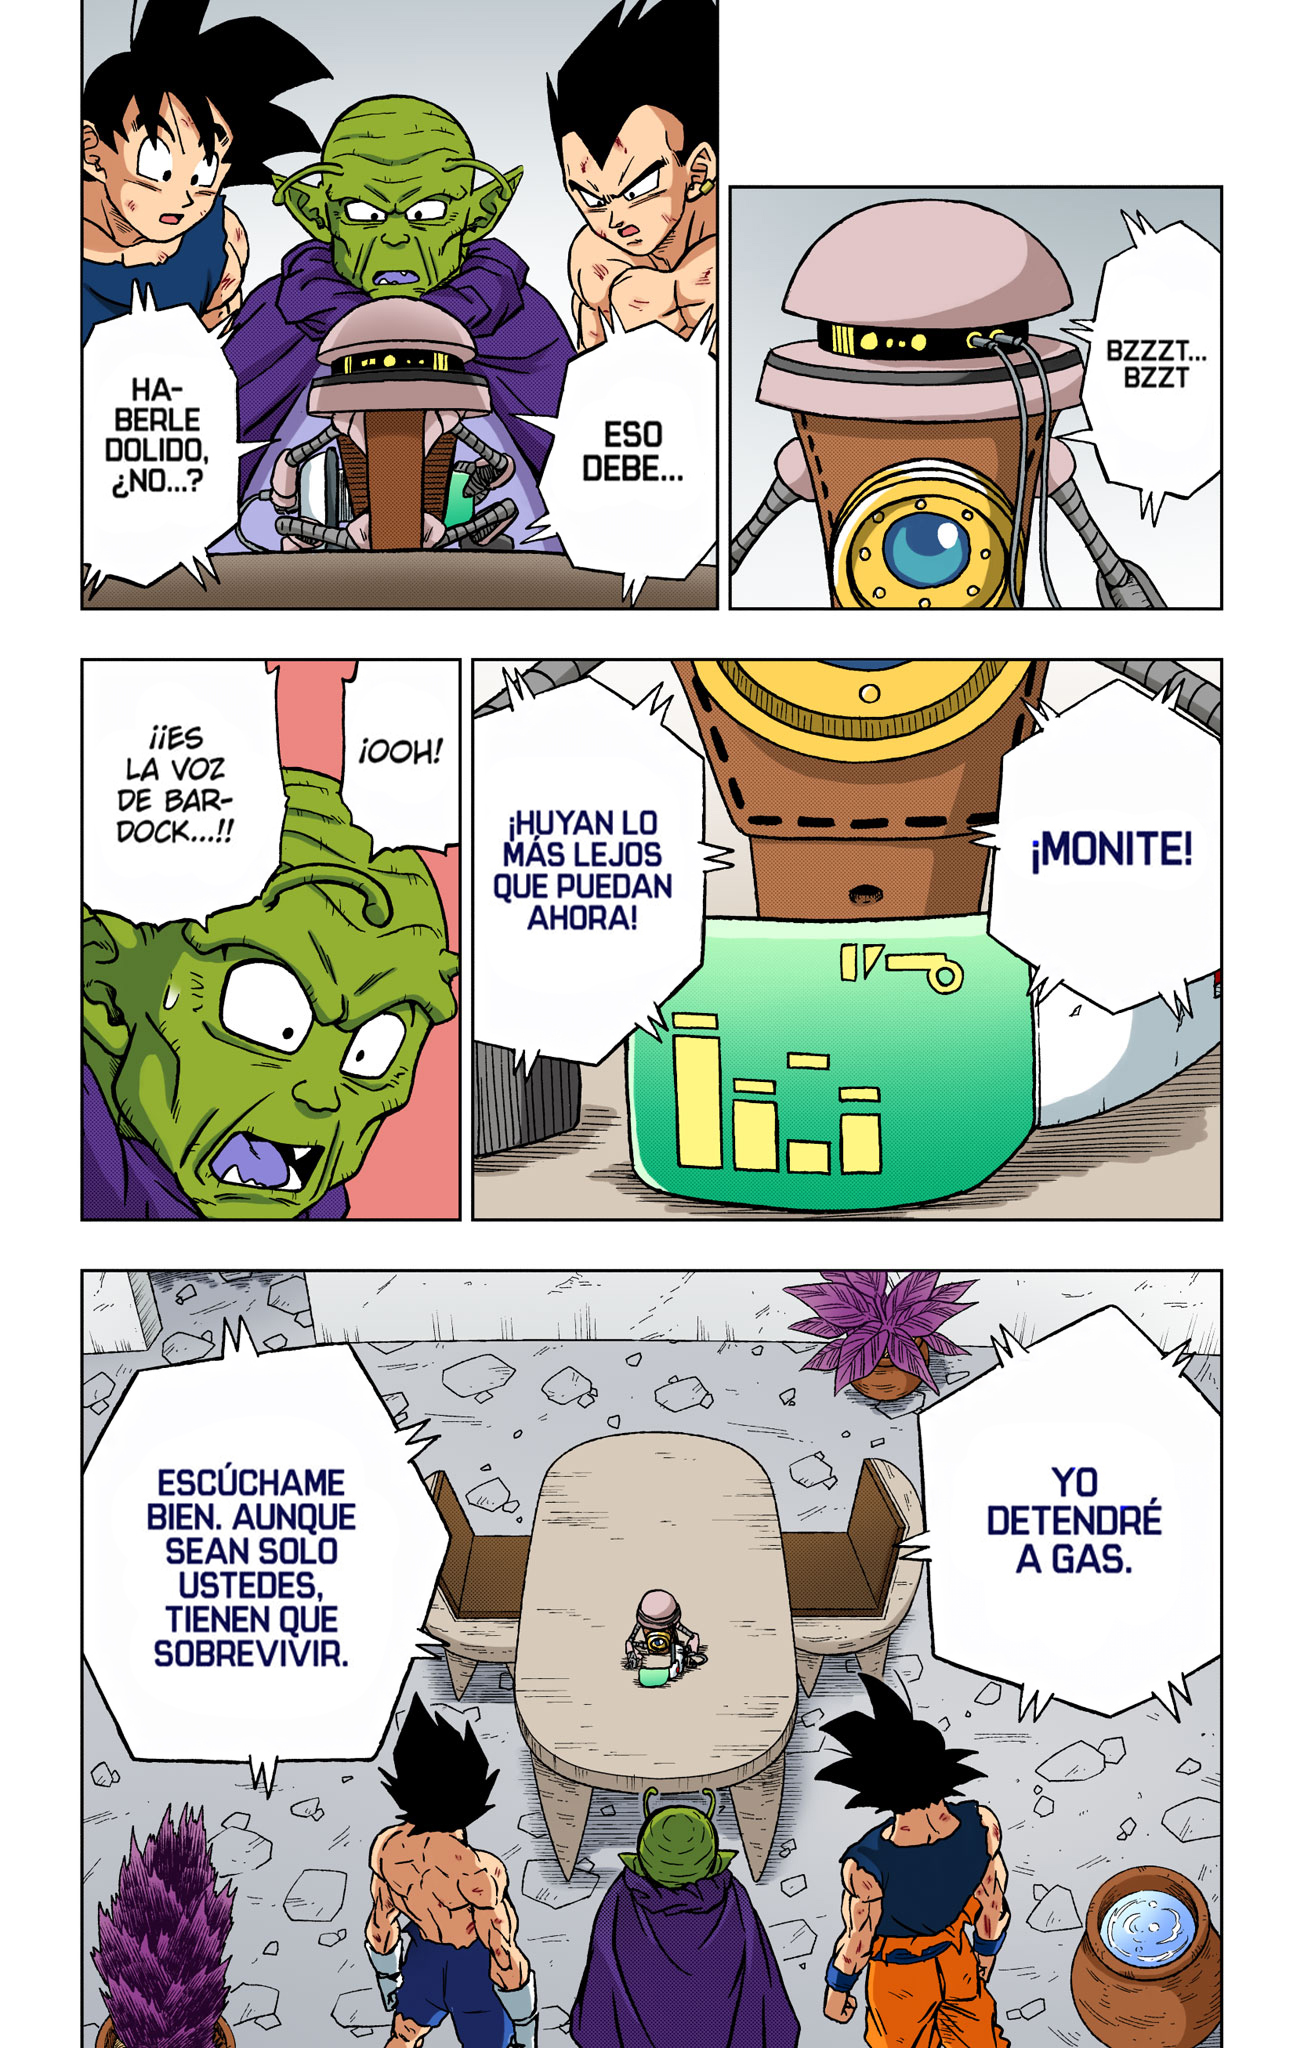 BZZZT...
BZZT
ESO
DEBE...
HA-
BERLE
DOLIDO,
¿NO...?
¡MONITE!
¡HUYAN LO
MÁS LEJOS
QUE PUEDAN
AHORA!
¡OOH!
¡¡ES
LA VOZ
DE BAR-
DOCK...!!
YO
DETENDRÉ
A GAS.
ESCÚCHAME
BIEN. AUNQUE
SEAN SOLO
USTEDES,
TIENEN QUE
SOBREVIVIR.